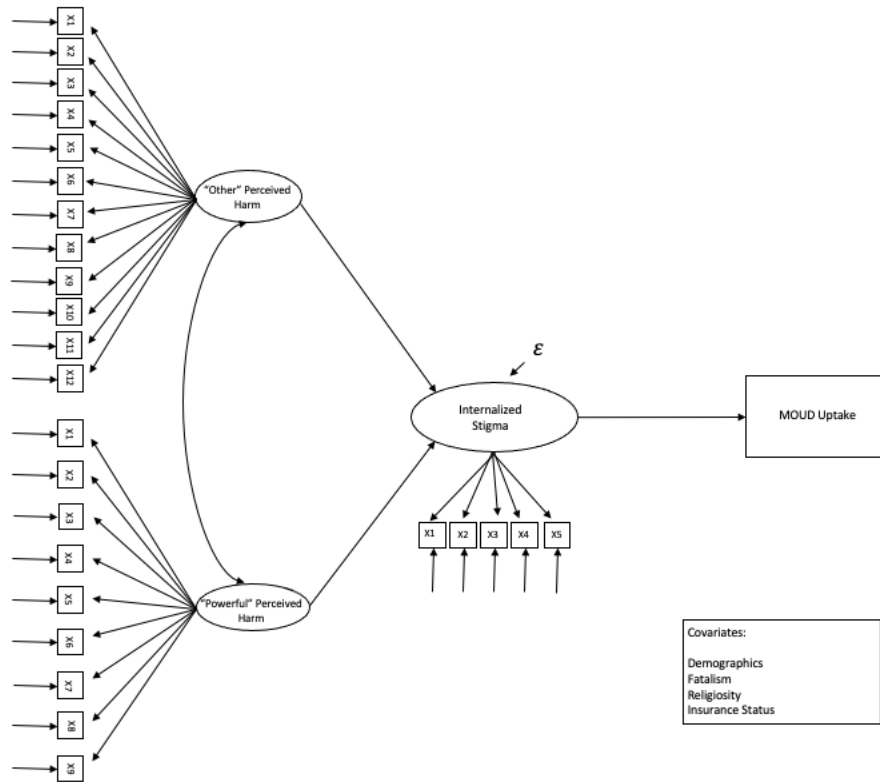 X1
X2
X3
X4
X5
X6
X7
X8
X9
X10
X11
X12
"Other" Perceived
Harm
ε
Internalized
Stigma
MOUD Uptake
X1
X2
X3
X4
X5
X6
X7
X8
X9
X1
X2
X3
X4
X5
"Powerful" Perceived
Harm
Covariates:
Demographics
Fatalism
Religiosity
Insurance Status